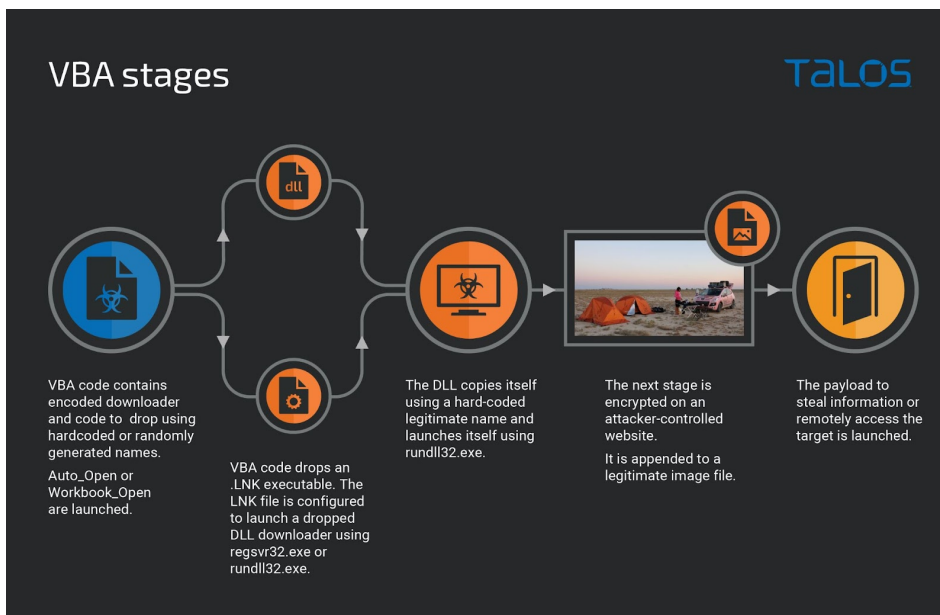 VBA stages
TALOS
dll
VBA code contains
encoded downloader
and code to drop using
hardcoded or randomly
generated names.
Auto_Open or
Workbook_Open
are launched.
VBA code drops an
.LNK executable. The
LNK file is configured
to launch a dropped
DLL downloader using
regsvr32.exe or
rundll32.exe.
The DLL copies itself
using a hard-coded
legitimate name and
launches itself using
rundll32.exe.
The next stage is
encrypted on an
attacker-controlled
website.
It is appended to a
legitimate image file.
The payload to
steal information or
remotely access the
target is launched.